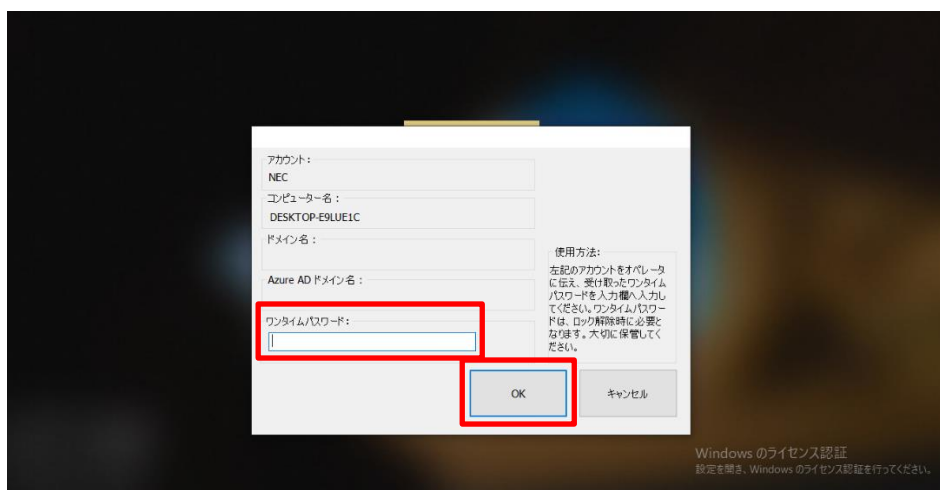 アカウント：
NEC
コンピューター名：
DESKTOP-E9LUE1C
ドメイン名：
Azure AD ドメイン名：
ワンタイムパスワード：
使用方法:
左記のアカウントをオペレータ
に伝え、受け取ったワンタイム
パスワードを入力欄へ入力し
てください。ワンタイムパスワー
ドは、ロック解除時に必要と
なります。大切に保管してく
ださい。
OK
キャンセル
Windows のライセンス認証
設定を開き、Windows のライセンス認証を行ってください。